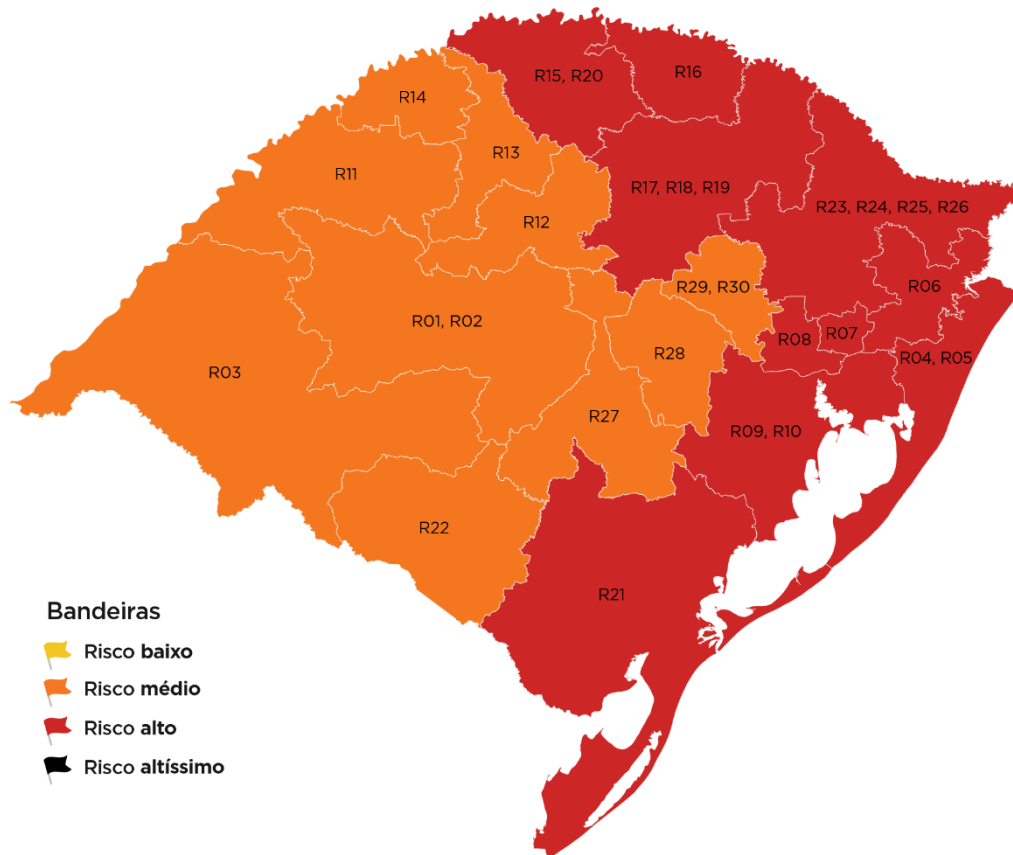 R15, R20
R16
R14
R13
R11
R17, R18, R19
R23, R24, R25, R26
R12
R06
R29, R30
R01, R02
R08
R07
R28
R04, R05
R03
R27
R09, R10
R22
R21
Bandeiras
Risco baixo
Risco médio
Risco alto
Risco altíssimo